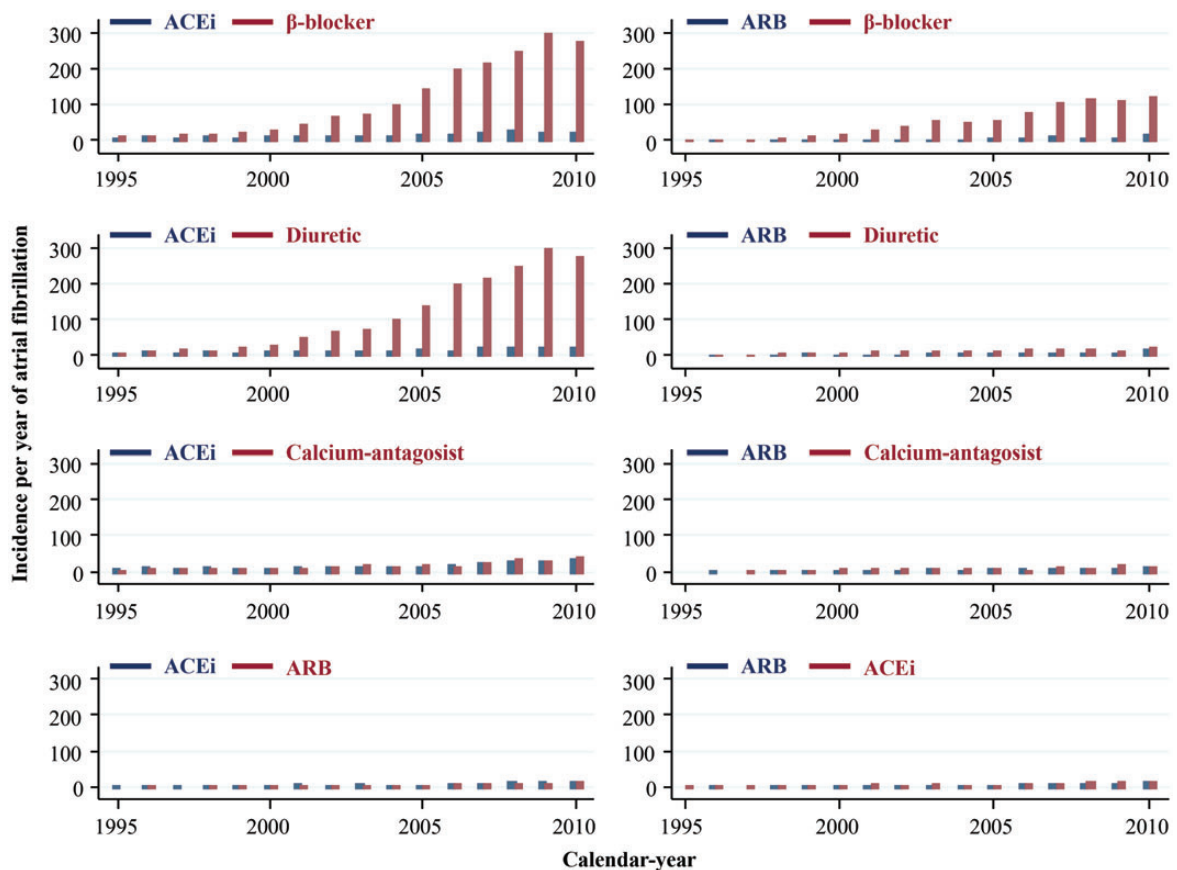 Incidence per year of atrial fibrillation
ACEi β-blocker
300
200
100
0
1995 2000 2005 2010
ARB β-blocker
300
200
100
0
1995 2000 2005 2010
ACEi Diuretic
300
200
100
0
1995 2000 2005 2010
ARB Diuretic
300
200
100
0
1995 2000 2005 2010
ACEi Calcium-antagosist
300
200
100
0
1995 2000 2005 2010
ARB Calcium-antagosist
300
200
100
0
1995 2000 2005 2010
ACEi ARB
300
200
100
0
1995 2000 2005 2010
ARB ACEi
300
200
100
0
1995 2000 2005 2010
Calendar-year